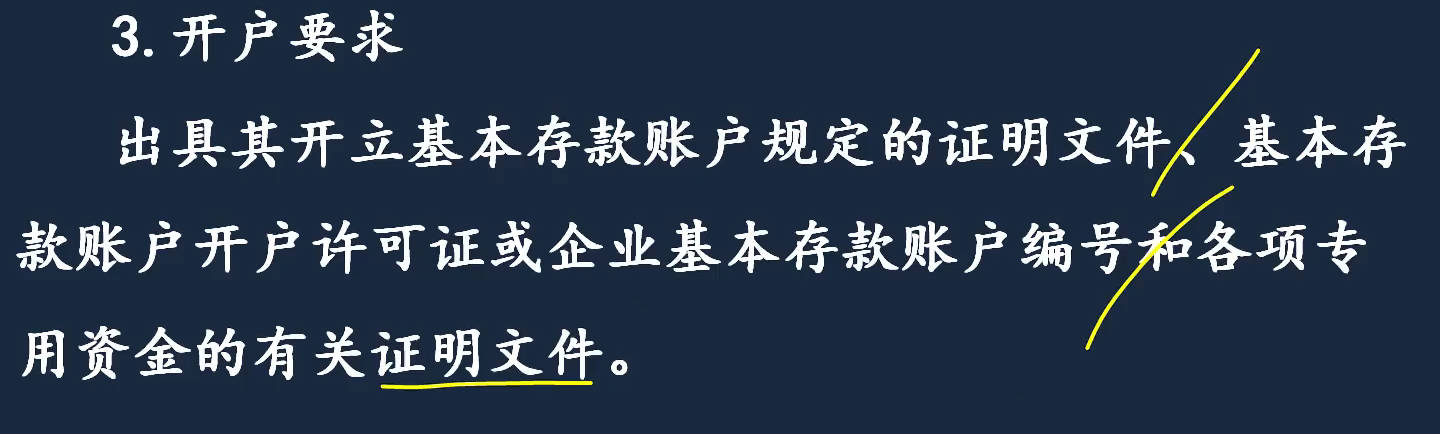 3.开户要求
出具其开立基本存款账户规定的证明文件、基本存
款账户开户许可证或企业基本存款账户编号和各项专
用资金的有关证明文件。